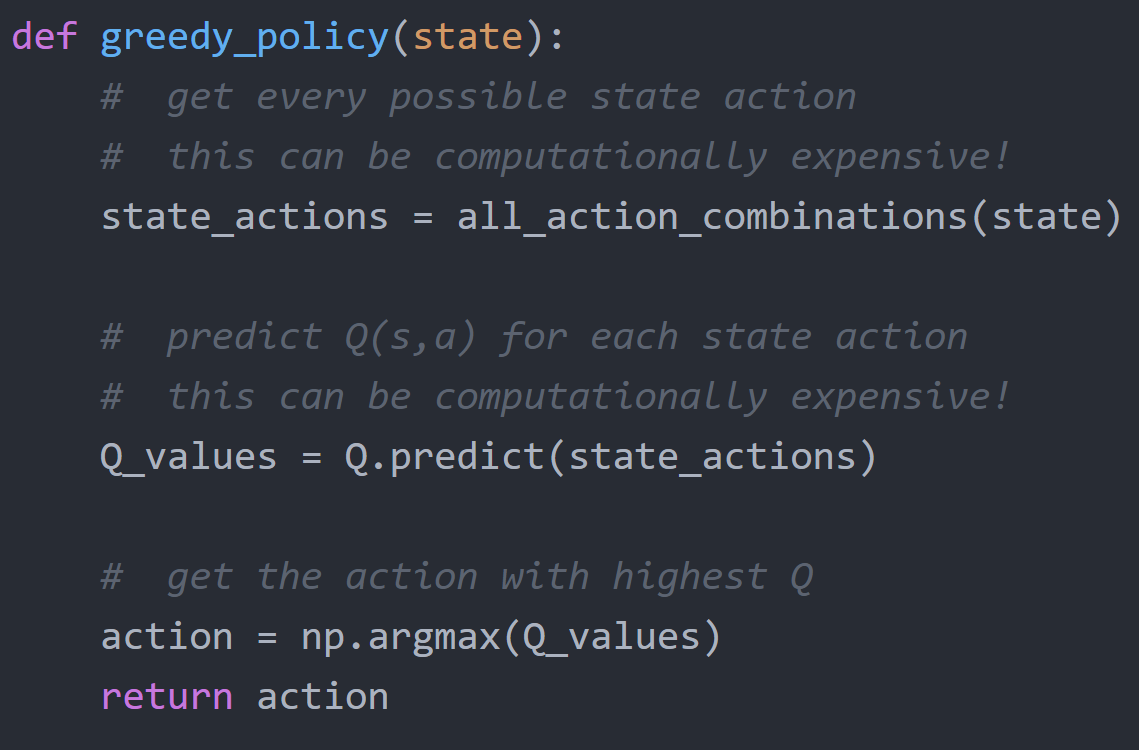 def greedy_policy(state):
#  get every possible state action
#  this can be computationally expensive!
state_actions = all_action_combinations(state)
#  predict Q(s,a) for each state action
#  this can be computationally expensive!
Q_values = Q.predict(state_actions)
#  get the action with highest Q
action = np.argmax(Q_values)
return action